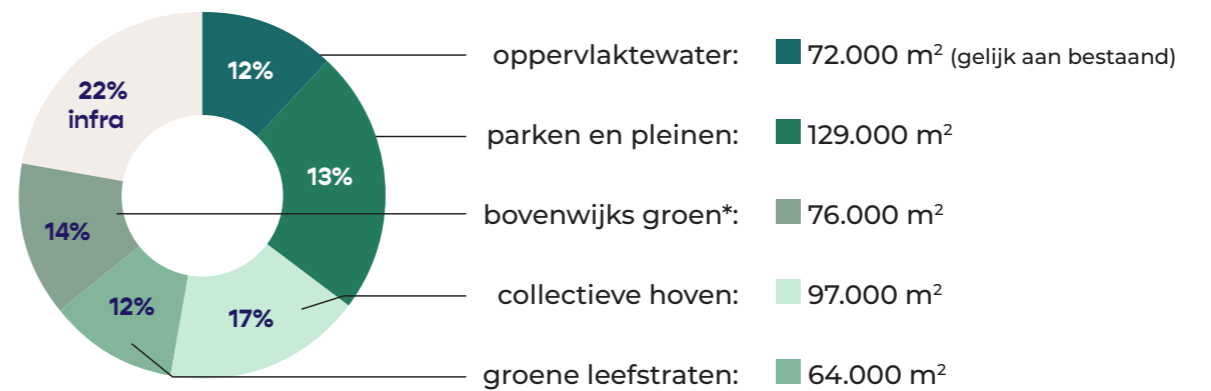 12%
13%
17%
12%
14%
22%
infra
oppervlaktewater: 72.000 m² (gelijk aan bestaand)
parken en pleinen: 129.000 m²
bovenwijks groen*: 76.000 m²
collectieve hoven: 97.000 m²
groene leefstraten: 64.000 m²